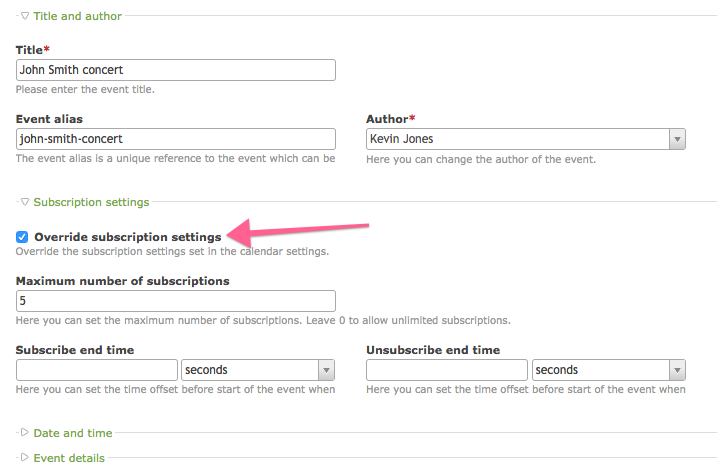 Title and author
Title*
John Smith concert
Please enter the event title.
Event alias
Author*
john-smith-concert
Kevin Jones
The event alias is a unique reference to the event which can be
Here you can change the author of the event.
Subscription settings
Override subscription settings
Override the subscription settings set in the calendar settings.
Maximum number of subscriptions
5
Here you can set the maximum number of subscriptions. Leave 0 to allow unlimited subscriptions.
Subscribe end time
Unsubscribe end time
seconds
seconds
Here you can set the time offset before start of the event when
Here you can set the time offset before start of the event when
Date and time
Event details